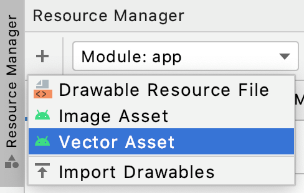 Resource Manager
Resource Manager
Module: app
Drawable Resource File
Image Asset
Vector Asset
Import Drawables